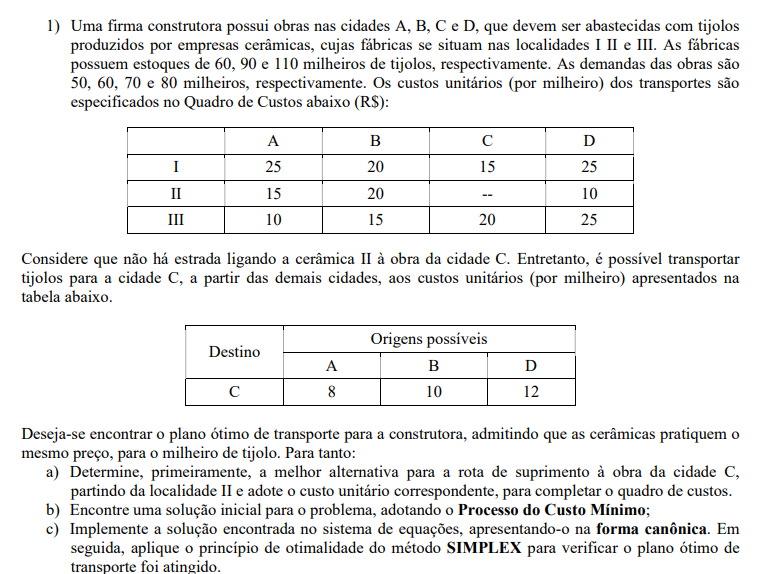 1) Uma firma construtora possui obras nas cidades A, B, C e D, que devem ser abastecidas com tijolos
produzidos por empresas cerâmicas, cujas fábricas se situam nas localidades I II e III. As fábricas
possuem estoques de 60, 90 e 110 milheiros de tijolos, respectivamente. As demandas das obras são
50, 60, 70 e 80 milheiros, respectivamente. Os custos unitários (por milheiro) dos transportes são
especificados no Quadro de Custos abaixo (R$):
A B C D
I 25 20 15 25
II 15 20 -- 10
III 10 15 20 25
Considere que não há estrada ligando a cerâmica II à obra da cidade C. Entretanto, é possível transportar
tijolos para a cidade C, a partir das demais cidades, aos custos unitários (por milheiro) apresentados na
tabela abaixo.
Destino Origens possíveis
A B D
C 8 10 12
Deseja-se encontrar o plano ótimo de transporte para a construtora, admitindo que as cerâmicas pratiquem o
mesmo preço, para o milheiro de tijolo. Para tanto:
a) Determine, primeiramente, a melhor alternativa para a rota de suprimento à obra da cidade C,
partindo da localidade II e adote o custo unitário correspondente, para completar o quadro de custos.
b) Encontre uma solução inicial para o problema, adotando o Processo do Custo Mínimo;
c) Implemente a solução encontrada no sistema de equações, apresentando-o na forma canônica. Em
seguida, aplique o princípio de otimalidade do método SIMPLEX para verificar o plano ótimo de
transporte foi atingido.